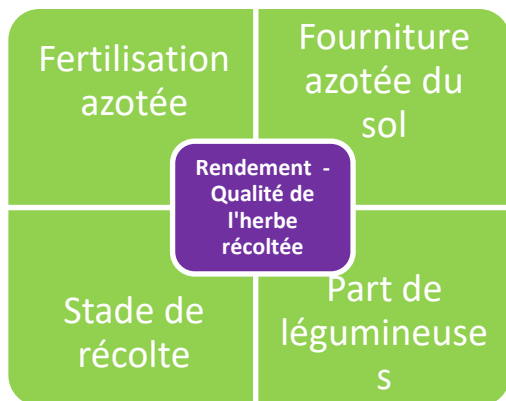 Fertilisation
azotée
Fourniture
azotée du
sol
Rendement -
Qualité de
l'herbe
récoltée
Stade de
récolte
Part de
légumineuse
s